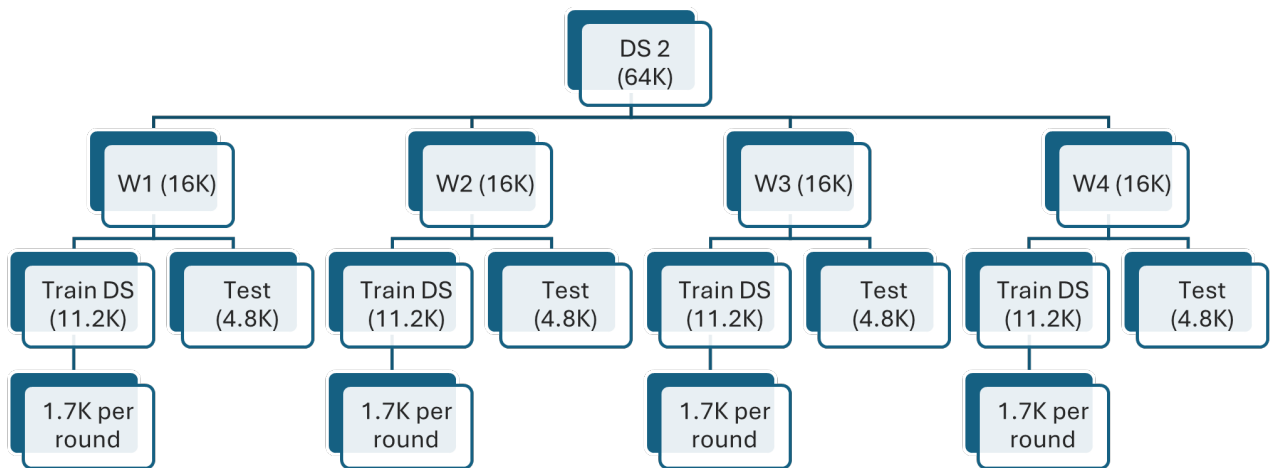 DS 2
(64K)
W1 (16K)
W2 (16K)
W3 (16K)
W4 (16K)
Train DS
(11.2K)
Test
(4.8K)
Train DS
(11.2K)
Test
(4.8K)
Train DS
(11.2K)
Test
(4.8K)
Train DS
(11.2K)
Test
(4.8K)
1.7K per
round
1.7K per
round
1.7K per
round
1.7K per
round